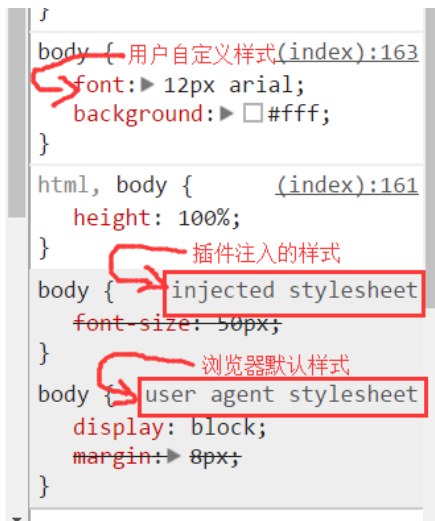 }
body { 用户自定义样式 (index):163
font:▶ 12px arial;
background:▶ #fff;
}
html, body { (index):161
height: 100%;
}
插件注入的样式
body { injected stylesheet
font-size: 50px;
}
浏览器默认样式
body { user agent stylesheet
display: block;
margin:▶ 8px;
}